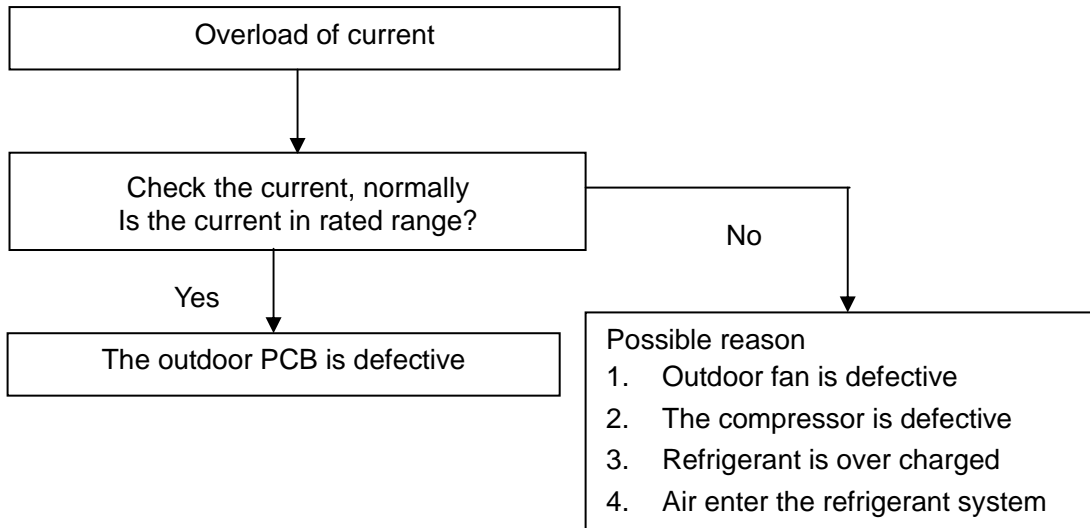 Overload of current
Check the current, normally
Is the current in rated range?
No
Yes
The outdoor PCB is defective
Possible reason
1. Outdoor fan is defective
2. The compressor is defective
3. Refrigerant is over charged
4. Air enter the refrigerant system